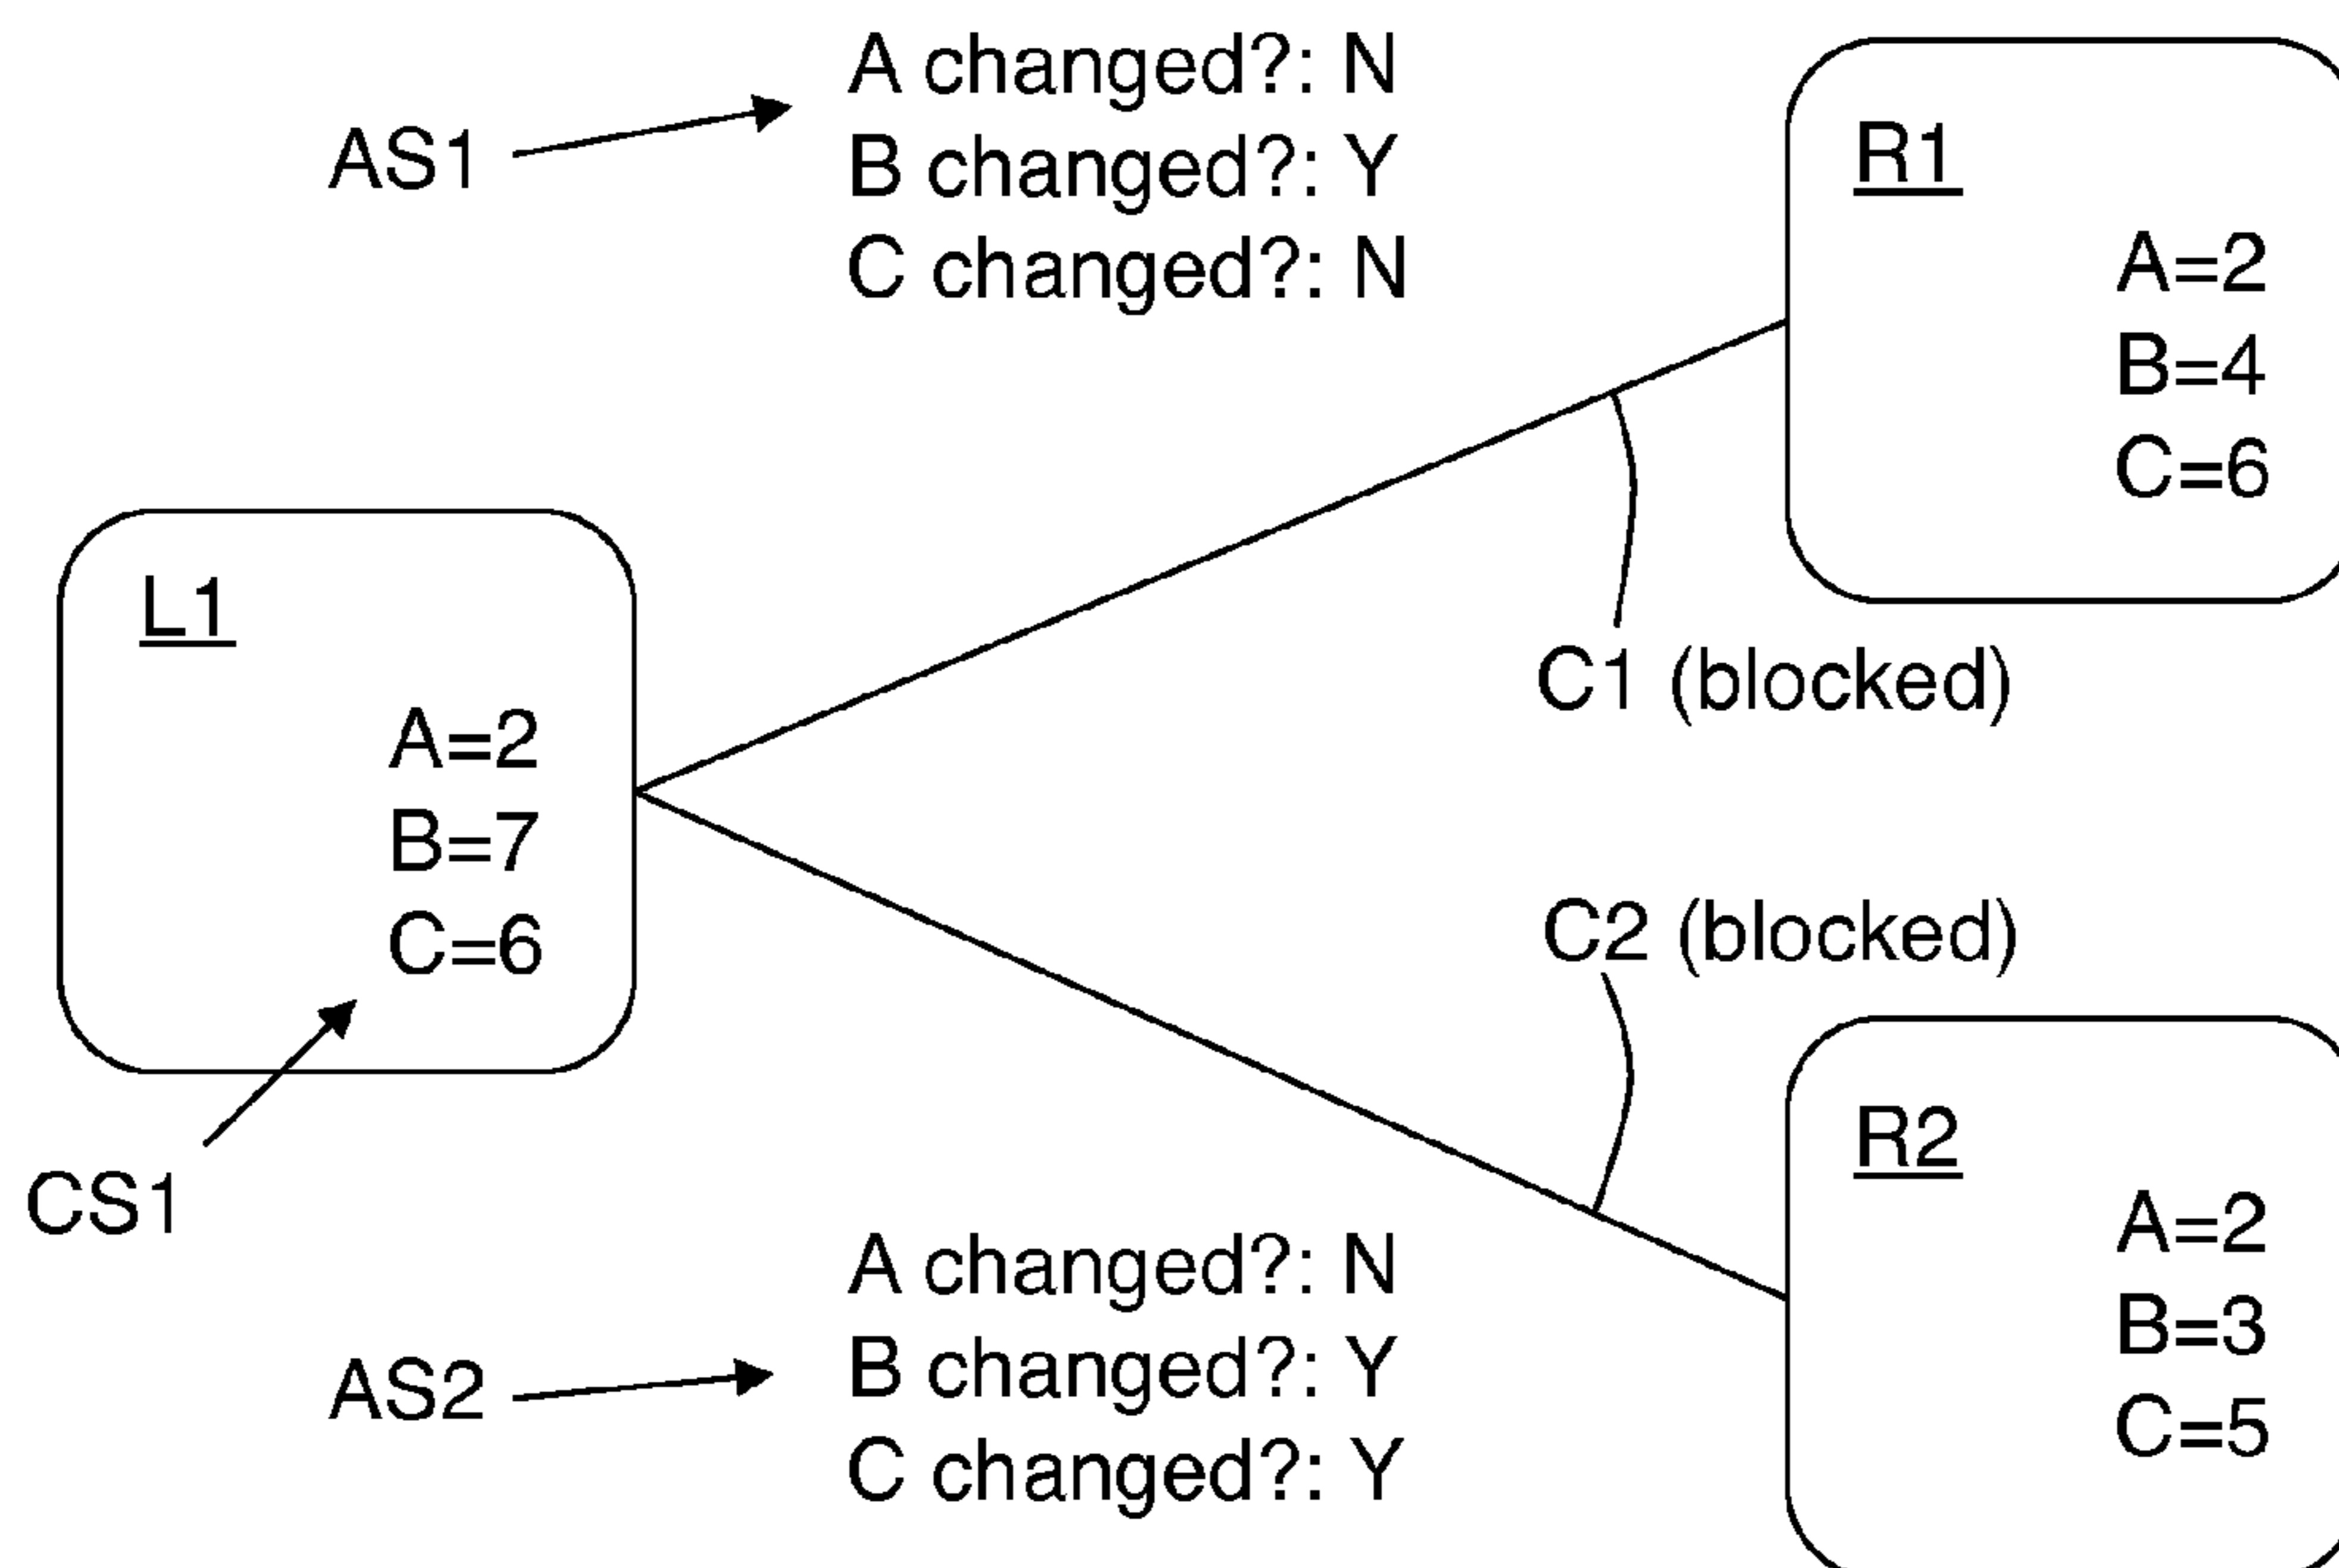 AS1
A changed?: N
B changed?: Y
C changed?: N
R1
A=2
B=4
C=6
C1 (blocked)
L1
A=2
B=7
C=6
CS1
C2 (blocked)
R2
A=2
B=3
C=5
AS2
A changed?: N
B changed?: Y
C changed?: Y